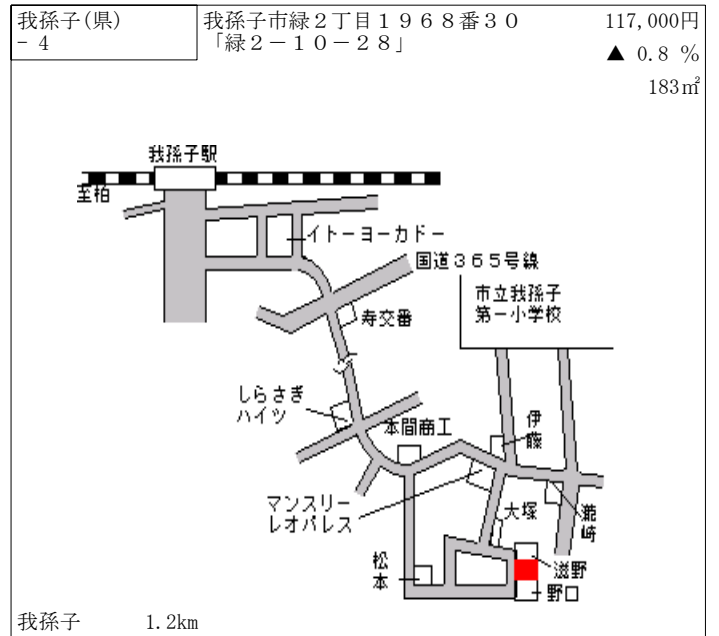 我孫子(県)
- 4
我孫子市緑２丁目１９６８番３０
「緑２－１０－２８」
117,000円
▲ 0.8 %
183㎡
我孫子駅
至柏
イトーヨーカドー
国道３６５号線
市立我孫子
第一小学校
寿交番
しらさぎ
ハイツ
本間商工
伊藤
マンスリー
レオパレス
大塚
滝崎
松本
滋野
野口
我孫子 1.2km